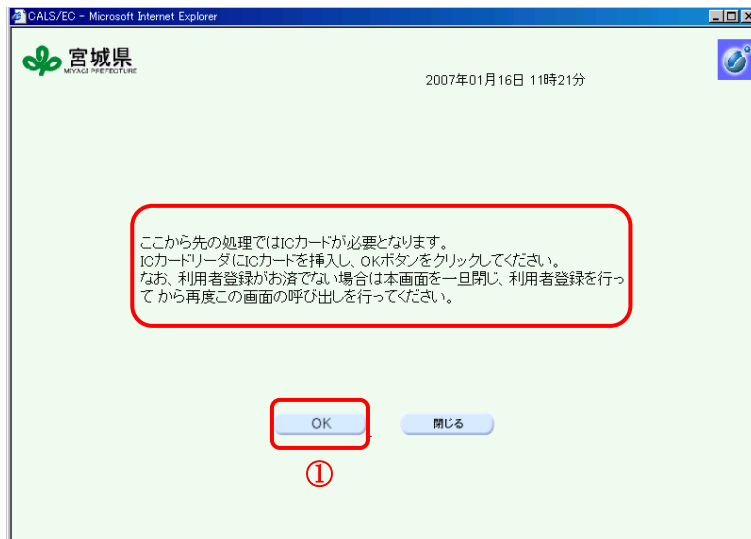 CALS/EC - Microsoft Internet Explorer
宮城県
MIYAGI PREFECTURE
2007年01月16日 11時21分
ここから先の処理ではICカードが必要となります。
ICカードリーダにICカードを挿入し、OKボタンをクリックしてください。
なお、利用者登録がお済でない場合は本画面を一旦閉じ、利用者登録を行っ
て から再度この画面の呼び出しを行ってください。
OK
閉じる
①